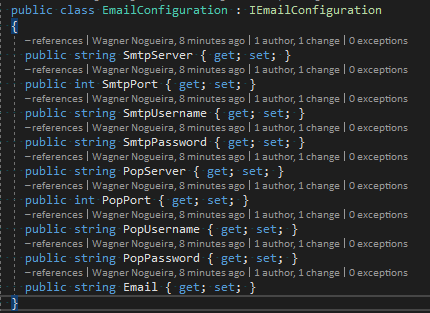 public class EmailConfiguration : IEmailConfiguration
{
– references | Wagner Nogueira, 8 minutes ago | 1 author, 1 change | 0 exceptions
public string SmtpServer { get; set; }
– references | Wagner Nogueira, 8 minutes ago | 1 author, 1 change | 0 exceptions
public int SmtpPort { get; set; }
– references | Wagner Nogueira, 8 minutes ago | 1 author, 1 change | 0 exceptions
public string SmtpUsername { get; set; }
– references | Wagner Nogueira, 8 minutes ago | 1 author, 1 change | 0 exceptions
public string SmtpPassword { get; set; }
– references | Wagner Nogueira, 8 minutes ago | 1 author, 1 change | 0 exceptions
public string PopServer { get; set; }
– references | Wagner Nogueira, 8 minutes ago | 1 author, 1 change | 0 exceptions
public int PopPort { get; set; }
– references | Wagner Nogueira, 8 minutes ago | 1 author, 1 change | 0 exceptions
public string PopUsername { get; set; }
– references | Wagner Nogueira, 8 minutes ago | 1 author, 1 change | 0 exceptions
public string PopPassword { get; set; }
– references | Wagner Nogueira, 8 minutes ago | 1 author, 1 change | 0 exceptions
public string Email { get; set; }
}